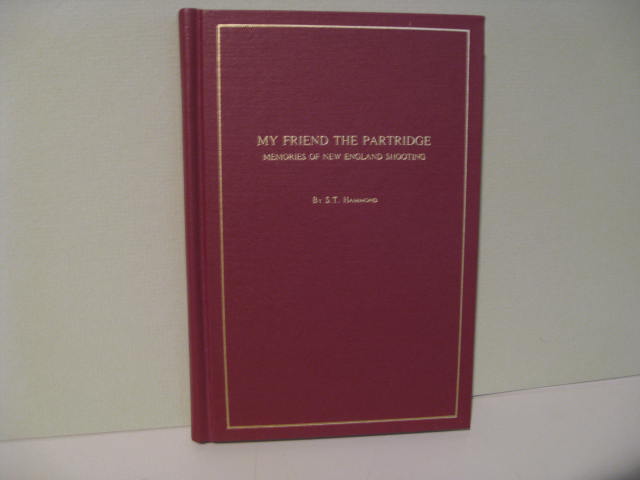 MY FRIEND THE PARTRIDGE
MEMORIES OF NEW ENGLAND SHOOTING
BY S.T. HAMMOND